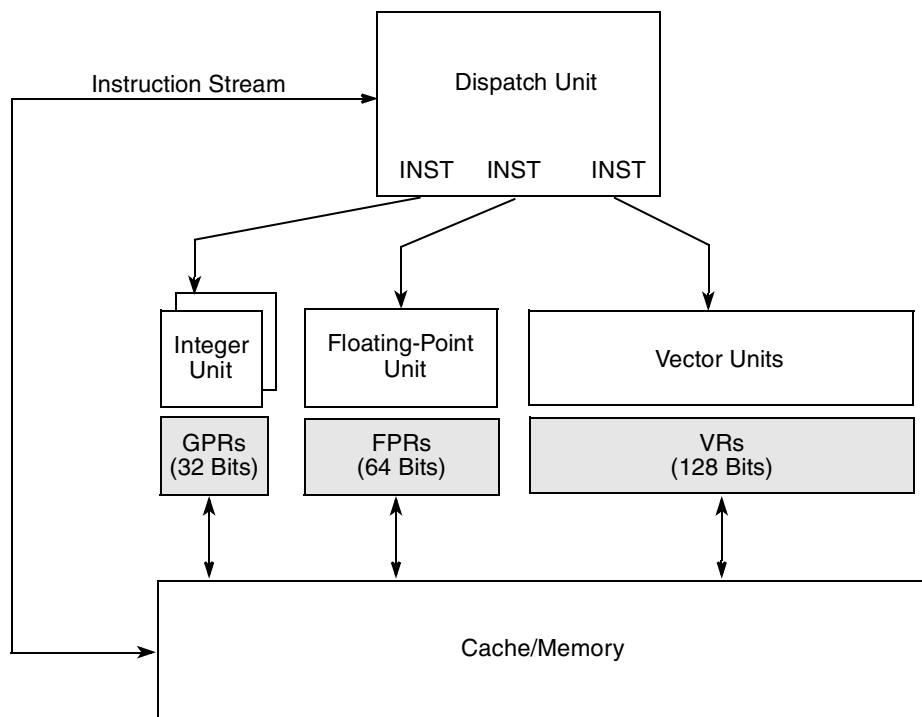 Instruction Stream
Dispatch Unit
INST INST INST
Integer
Unit
Floating-Point
Unit
Vector Units
GPRs
(32 Bits)
FPRs
(64 Bits)
VRs
(128 Bits)
Cache/Memory